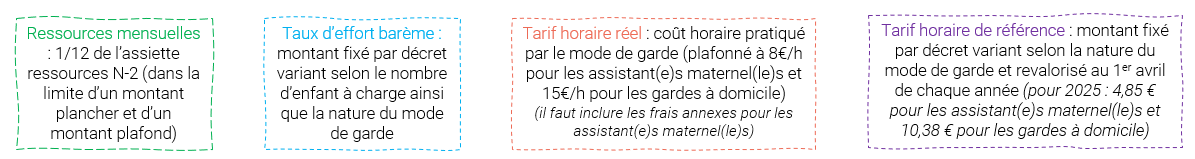 Ressources mensuelles
: 1/12 de l'assiette
ressources N-2 (dans la
limite d'un montant
plancher et d'un
montant plafond)
Taux d'effort barème :
montant fixé par décret
variant selon le nombre
d'enfant à charge ainsi
que la nature du mode
de garde
Tarif horaire réel : coût horaire pratiqué
par le mode de garde (plafonné à 8€/h
pour les assistant(e)s maternel(le)s et
15€/h pour les gardes à domicile)
(il faut inclure les frais annexes pour les
assistant(e)s maternel(le)s)
Tarif horaire de référence : montant fixé
par décret variant selon la nature du
mode de garde et revalorisé au 1er avril
de chaque année (pour 2025 : 4,85 €
pour les assistant(e)s maternel(le)s et
10,38 € pour les gardes à domicile)